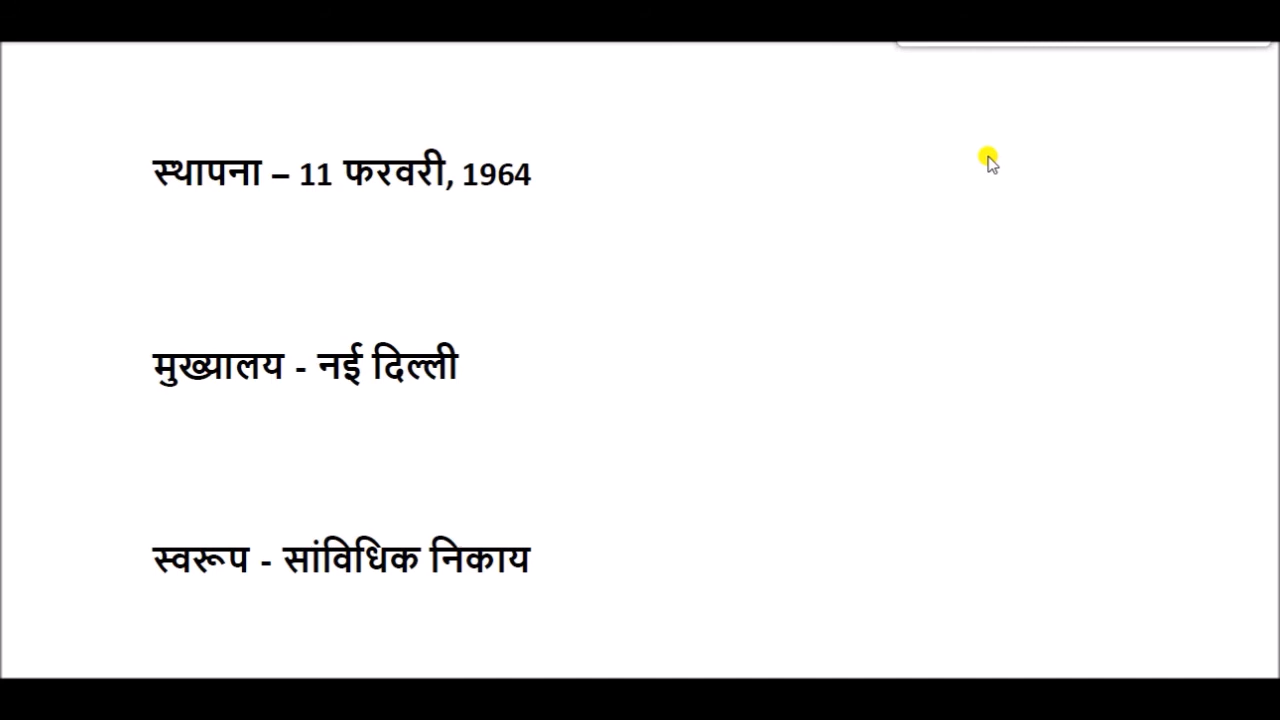 स्थापना – 11 फरवरी, 1964
मुख्यालय - नई दिल्ली
स्वरूप - सांविधिक निकाय